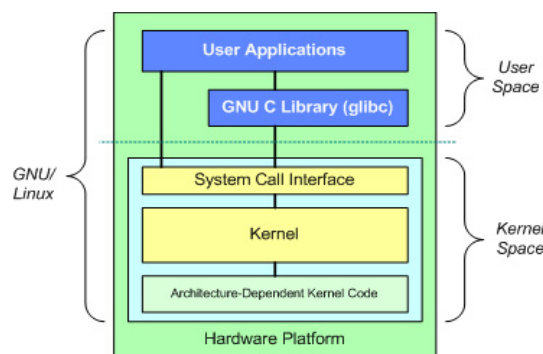 User Applications
GNU C Library (glibc)
User
Space
GNU/
Linux
System Call Interface
Kernel
Kernel
Space
Architecture-Dependent Kernel Code
Hardware Platform